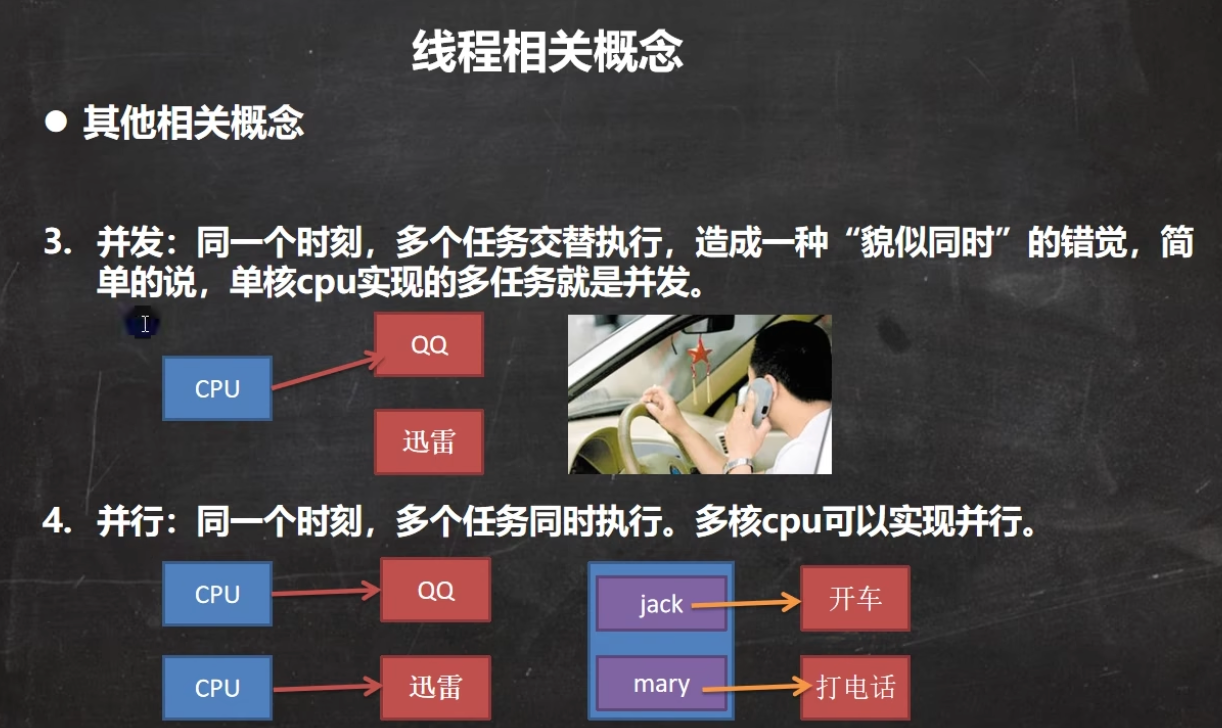 线程相关概念
● 其他相关概念
3. 并发：同一个时刻，多个任务交替执行，造成一种“貌似同时”的错觉，简
单的说，单核cpu实现的多任务就是并发。
QQ
CPU
迅雷
4. 并行：同一个时刻，多个任务同时执行。多核cpu可以实现并行。
CPU
QQ
jack
开车
CPU
迅雷
mary
打电话